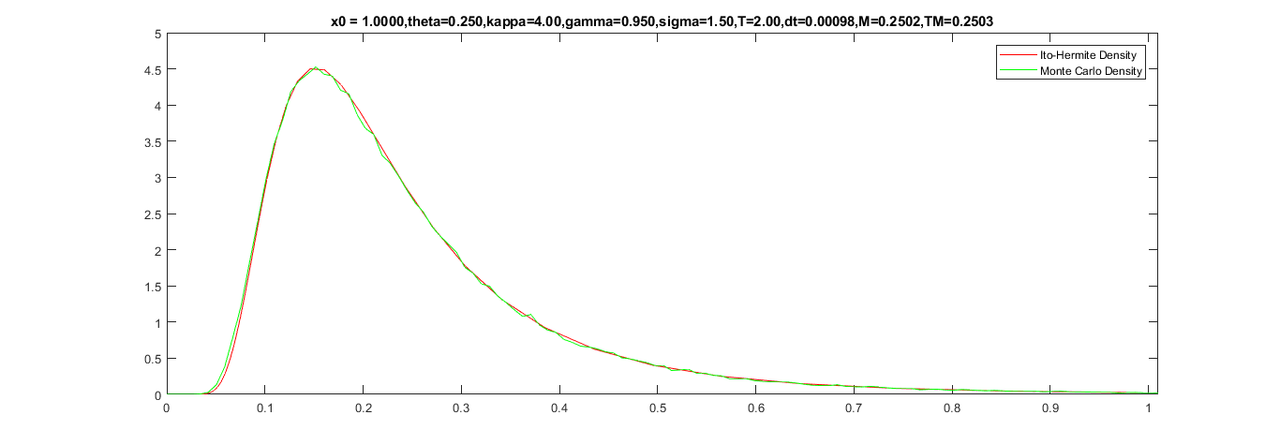 x0 = 1.0000,theta=0.250,kappa=4.00,gamma=0.950,sigma=1.50,T=2.00,dt=0.00098,M=0.2502,TM=0.2503
Ito-Hermite Density
Monte Carlo Density
5
4.5
4
3.5
3
2.5
2
1.5
1
0.5
0
0 0.1 0.2 0.3 0.4 0.5 0.6 0.7 0.8 0.9 1